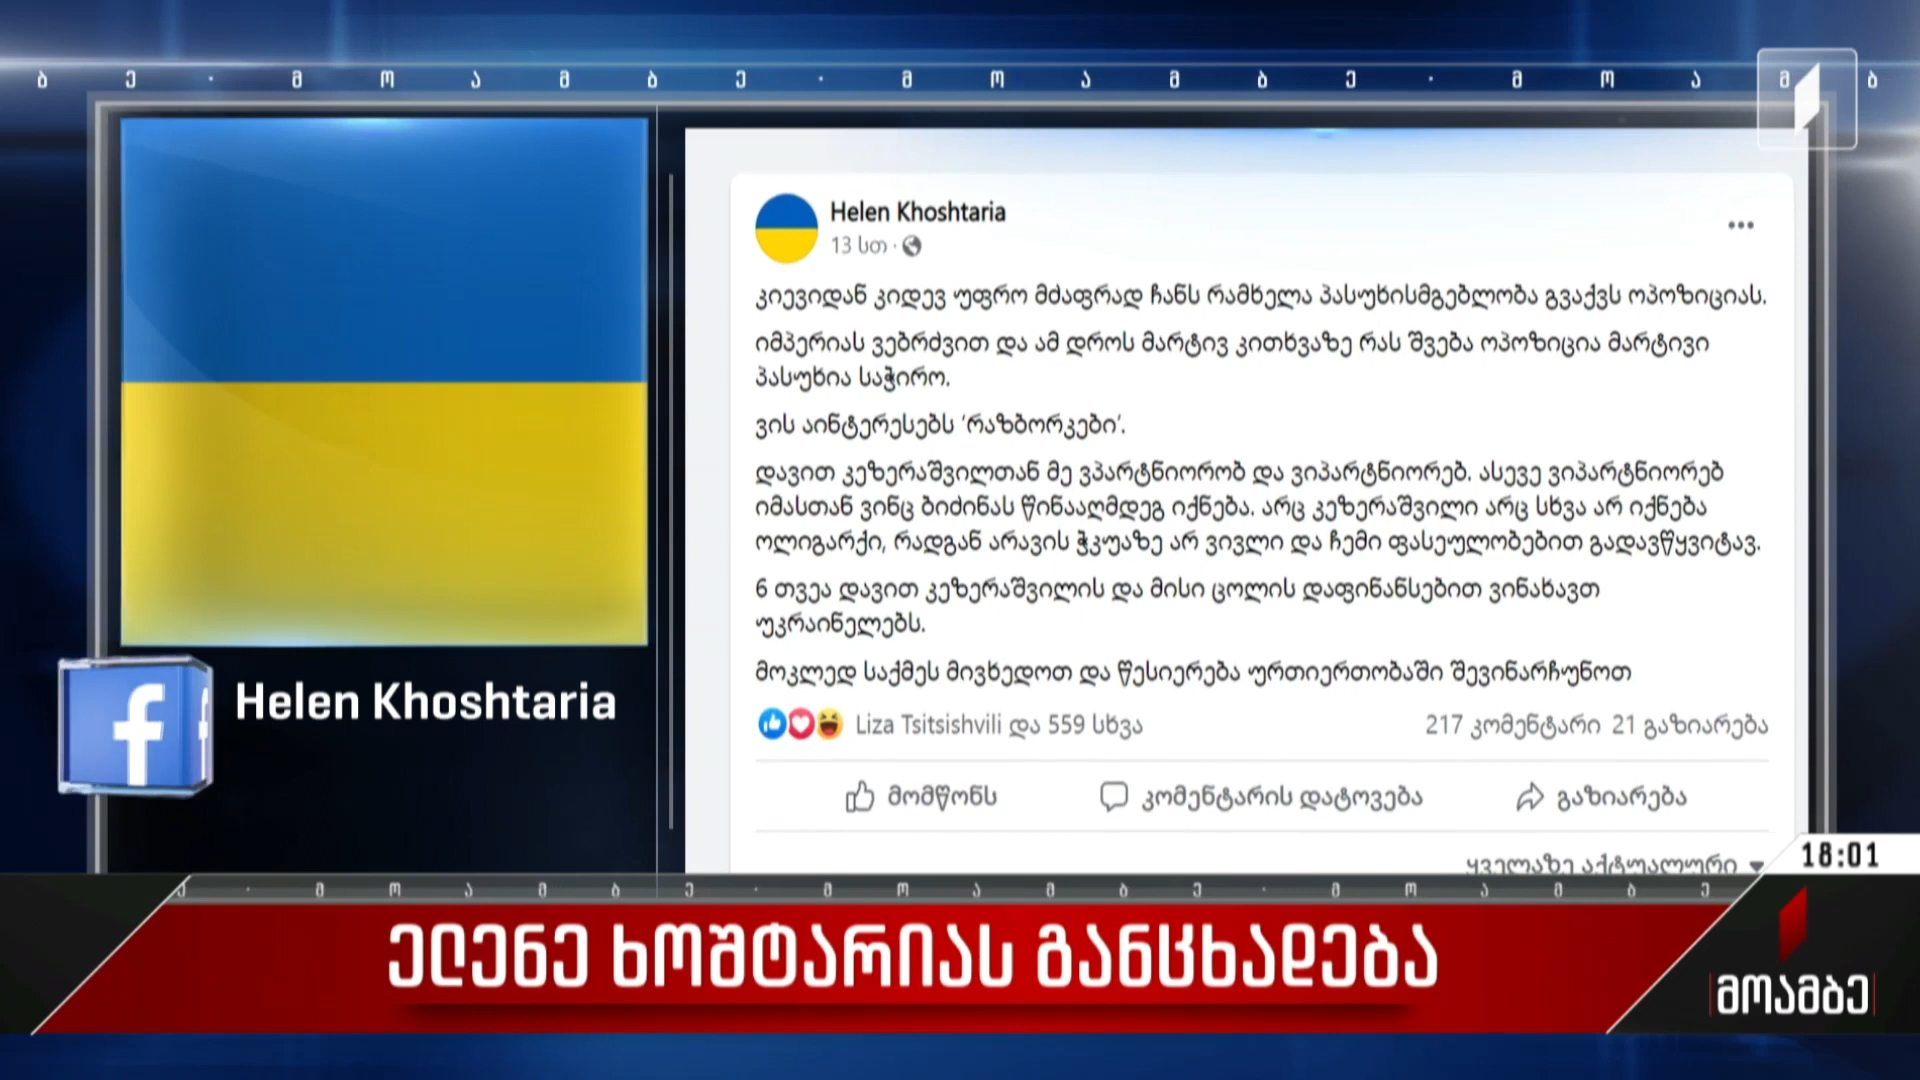 ბ ე · მ ო ა მ ბ ე · მ ო ა მ ბ ე · მ ო ა მ ბ
Helen Khoshtaria
13 სთ ·
კიევიდან კიდევ უფრო მძაფრად ჩანს რამხელა პასუხისმგებლობა გვაქვს ოპოზიციას.
იმპერიას ვებრძვით და ამ დროს მარტივ კითხვაზე რას შვება ოპოზიცია მარტივი
პასუხია საჭირო.
ვის აინტერესებს ‘რაზბორკები’.
დავით კეზერაშვილთან მე ვპარტნიორობ და ვიპარტნიორებ. ასევე ვიპარტნიორებ
იმასთან ვინც ბიძინას წინააღმდეგ იქნება. არც კეზერაშვილი არც სხვა არ იქნება
ოლიგარქი, რადგან არავის ჭკუაზე არ ვივლი და ჩემი ფასეულობებით გადავწყვიტავ.
6 თვეა დავით კეზერაშვილის და მისი ცოლის დაფინანსებით ვინახავთ
უკრაინელებს.
მოკლედ საქმეს მივხედოთ და წესიერება ურთიერთობაში შევინარჩუნოთ
Liza Tsitsishvili და 559 სხვა
217 კომენტარი 21 გაზიარება
მომწონს
კომენტარის დატოვება
გაზიარება
ყველაზე აქტუალური
f Helen Khoshtaria
18:01
ე · მ ო ა მ ბ ე · მ ო ა მ ბ ე · მ ო ა მ ბ ე
ელენე ხოშტარიას განცხადება
მოამბე